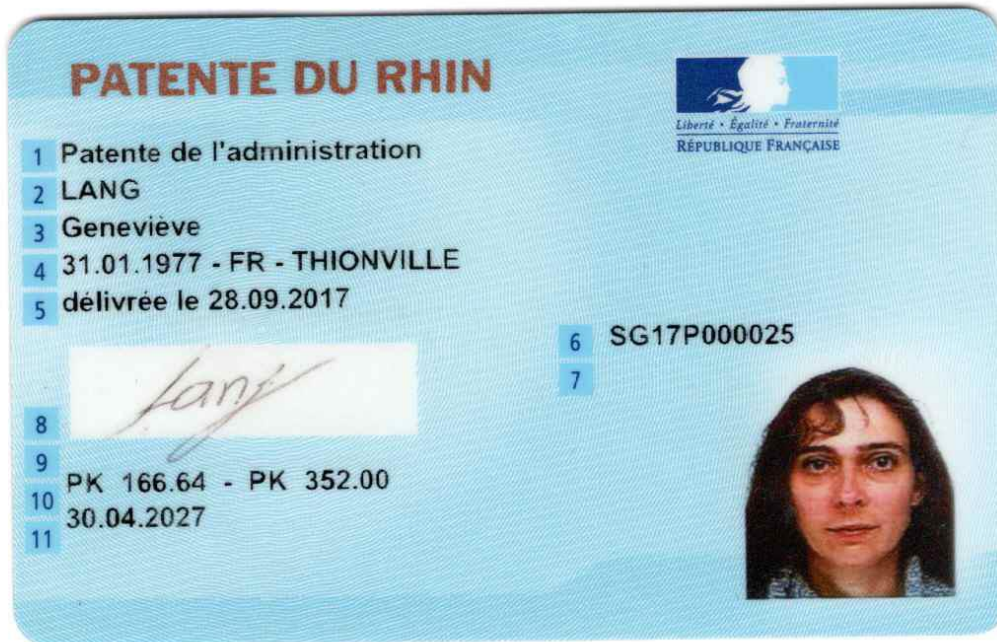 PATENTE DU RHIN
Liberté • Égalité • Fraternité
RÉPUBLIQUE FRANÇAISE
1 Patente de l'administration
2 LANG
3 Geneviève
4 31.01.1977 - FR - THIONVILLE
5 délivrée le 28.09.2017
6 SG17P000025
7
Lang
8
9
10 PK 166.64 - PK 352.00
11 30.04.2027